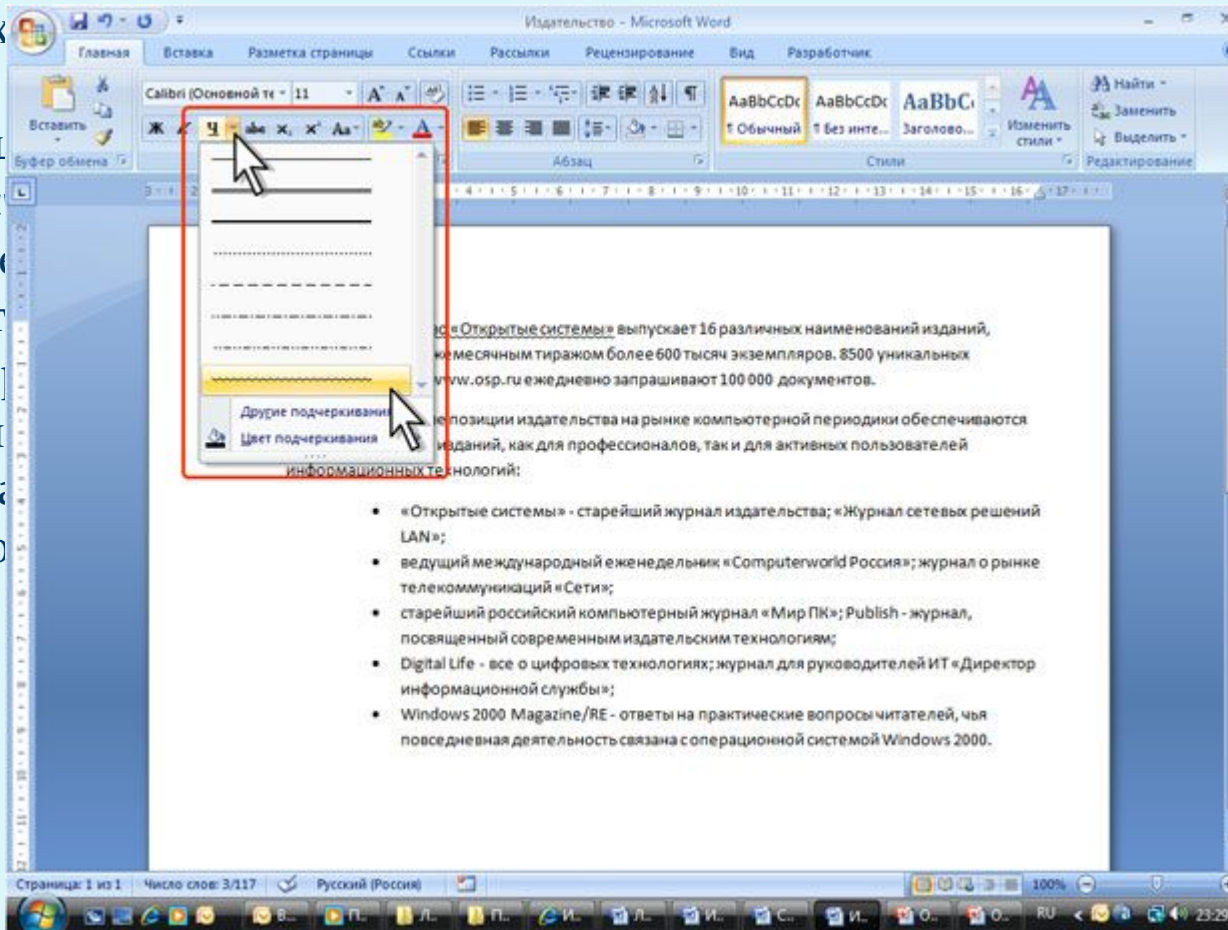 Издательство - Microsoft Word
Главная Вставка Разметка страницы Ссылки Рассылки Рецензирование Вид Разработчик
Calibri (Основной те 11
Вставить
Ж Ч abc x, x² Aa A
AaBbCcDc AaBbCcDc AaBbC
¶ Обычный ¶ Без инте... Заголово...
Изменить стили
Найти
Заменить
Выделить
Буфер обмена Абзац Стили Редактирование
Другие подчеркивания
Цвет подчеркивания
«Открытые системы» выпускает 16 различных наименований изданий,
тиражом более 600 тысяч экземпляров. 8500 уникальных
www.osp.ru ежедневно запрашивают 100 000 документов.
позиции издательства на рынке компьютерной периодики обеспечиваются
изданий, как для профессионалов, так и для активных пользователей
информационных технологий:
• «Открытые системы» - старейший журнал издательства; «Журнал сетевых решений
LAN»;
• ведущий международный еженедельник «Computerworld Россия»; журнал о рынке
телекоммуникаций «Сети»;
• старейший российский компьютерный журнал «Мир ПК»; Publish - журнал,
посвященный современным издательским технологиям;
• Digital Life - все о цифровых технологиях; журнал для руководителей ИТ «Директор
информационной службы»;
• Windows 2000 Magazine/RE - ответы на практические вопросы читателей, чья
повседневная деятельность связана с операционной системой Windows 2000.
Страница: 1 из 1 Число слов: 3/117 Русский (Россия) 100%
В... П... Л... П... И... Л... И... С... И... О... О... RU 23:29